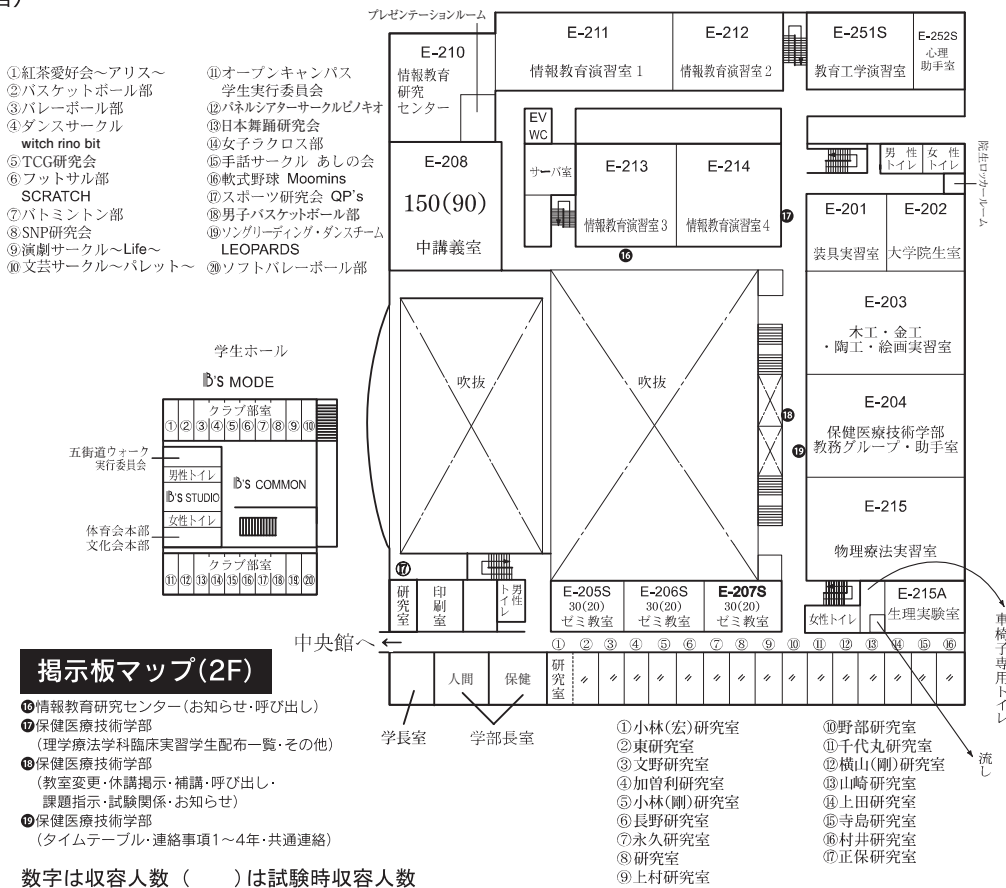 プレゼンテーションルーム
①紅茶愛好会～アリス～
②バスケットボール部
③バレーボール部
④ダンスサークル
witch rino bit
⑤TCG研究会
⑥フットサル部
SCRATCH
⑦バトミントン部
⑧SNP研究会
⑨演劇サークル～Life～
⑩文芸サークル～パレット～
⑪オープンキャンパス
学生実行委員会
⑫パネルシアターサークルピノキオ
⑬日本舞踊研究会
⑭女子ラクロス部
⑮手話サークル あしの会
⑯軟式野球 Moomins
⑰スポーツ研究会 QP's
⑱男子バスケットボール部
⑲ソングリーディング・ダンスチーム
LEOPARDS
⑳ソフトバレーボール部
E-210
情報教育
研究
センター
E-211
情報教育演習室 1
E-212
情報教育演習室 2
E-251S
教育工学演習室
E-252S
心理
助手室
E-208
150(90)
中講義室
EV
WC
サーバ室
E-213
情報教育演習室 3
E-214
情報教育演習室 4
⓱
⓰
男 性
トイレ
女 性
トイレ
院生ロッカールーム
E-201
装具実習室
E-202
大学院生室
E-203
木工・金工
・陶工・絵画実習室
E-204
保健医療技術学部
教務グループ・助手室
⓲
⓳
E-215
物理療法実習室
吹抜
吹抜
学生ホール
B'S MODE
クラブ部室
① ② ③ ④ ⑤ ⑥ ⑦ ⑧ ⑨ ⑩
五街道ウォーク
実行委員会
男性トイレ
B'S STUDIO
B'S COMMON
女性トイレ
体育会本部
文化会本部
クラブ部室
⑪ ⑫ ⑬ ⑭ ⑮ ⑯ ⑰ ⑱ ⑲ ⑳
⑰
研究室
印刷室
男性
トイレ
E-205S
30(20)
ゼミ教室
E-206S
30(20)
ゼミ教室
E-207S
30(20)
ゼミ教室
女性トイレ
E-215A
生理実験室
車椅子専用トイレ
流し
中央館へ ←
① ② ③ ④ ⑤ ⑥ ⑦ ⑧ ⑨ ⑩ ⑪ ⑫ ⑬ ⑭ ⑮ ⑯
人間
保健
研究室
〃 〃 〃 〃 〃 〃 〃 〃 〃 〃 〃 〃 〃 〃 〃
学長室
学部長室
掲示板マップ(2F)
⓰情報教育研究センター(お知らせ・呼び出し)
⓱保健医療技術学部
(理学療法学科臨床実習学生配布一覧・その他)
⓲保健医療技術学部
(教室変更・休講掲示・補講・呼び出し・
課題指示・試験関係・お知らせ)
⓳保健医療技術学部
(タイムテーブル・連絡事項1～4年・共通連絡)
数字は収容人数 ( )は試験時収容人数
①小林(宏)研究室
②東研究室
③文野研究室
④加曽利研究室
⑤小林(剛)研究室
⑥長野研究室
⑦永久研究室
⑧研究室
⑨上村研究室
⑩野部研究室
⑪千代丸研究室
⑫横山(剛)研究室
⑬山崎研究室
⑭上田研究室
⑮寺島研究室
⑯村井研究室
⑰正保研究室